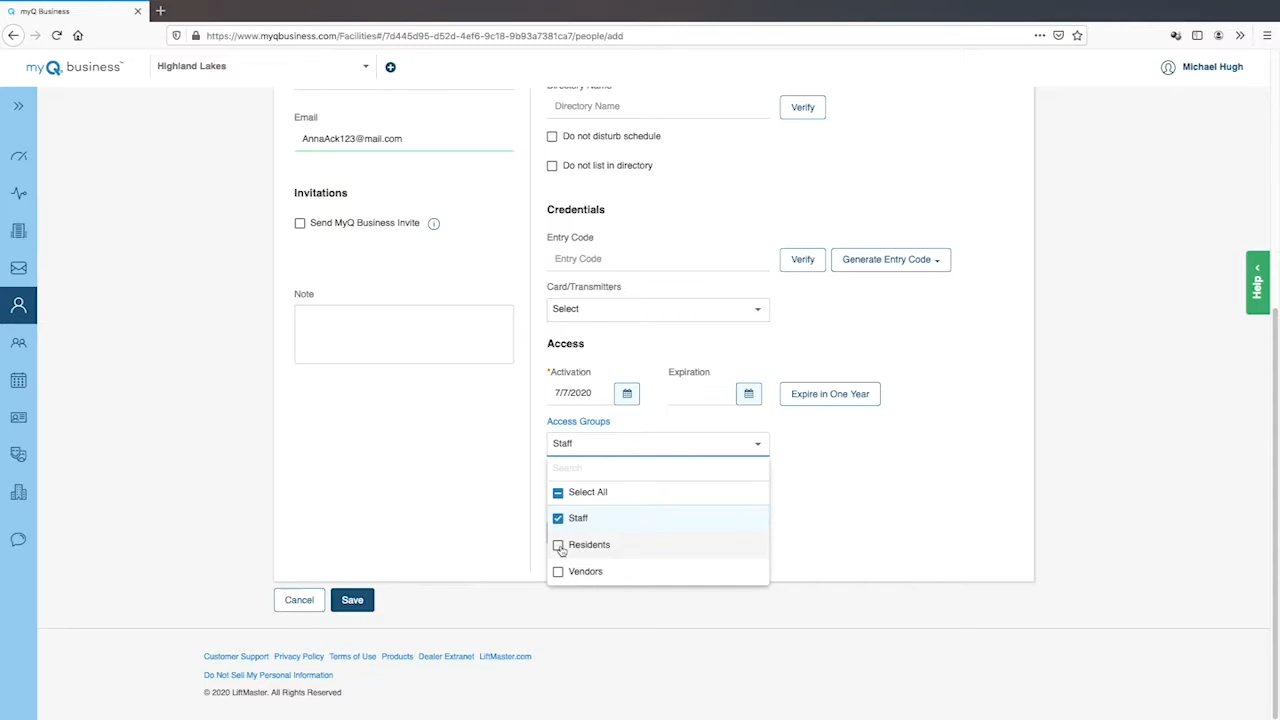 myQ Business
https://www.myqbusiness.com/Facilities#/7d445d95-d52d-4ef6-9c18-9b93a7381ca7/people/add
myQ business™
Highland Lakes
Michael Hugh
Directory Name
Email
Directory Name
Verify
AnnaAck123@mail.com
Do not disturb schedule
Do not list in directory
Invitations
Credentials
Send MyQ Business Invite
Entry Code
Entry Code
Verify
Generate Entry Code
Help
Note
Card/Transmitters
Select
Access
*Activation
Expiration
7/7/2020
Expire in One Year
Access Groups
Staff
Search
Select All
Staff
Residents
Vendors
Cancel
Save
Customer Support Privacy Policy Terms of Use Products Dealer Extranet LiftMaster.com
Do Not Sell My Personal Information
© 2020 LiftMaster. All Rights Reserved